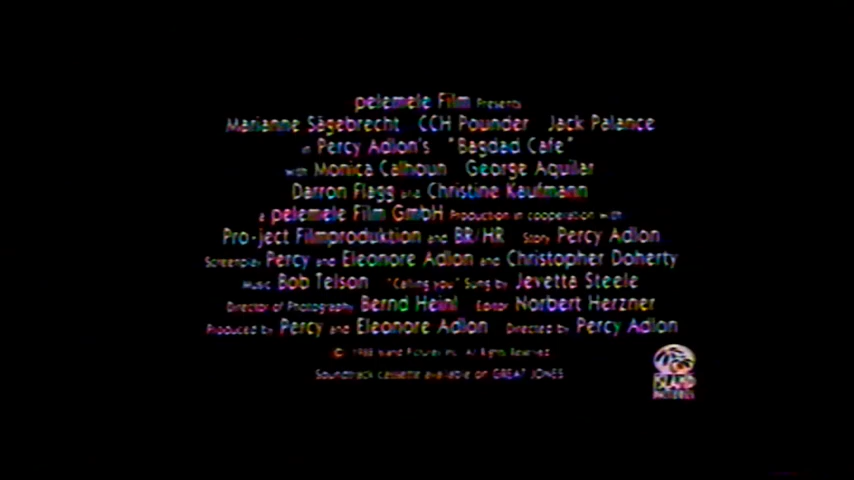 pelemele Film Presents
Marianne Sägebrecht CCH Pounder Jack Palance
in Percy Adlon's "Bagdad Cafe"
with Monica Calhoun George Aquilar
Darron Flagg and Christine Kaufmann
a pelemele Film GmbH Production in cooperation with
Pro-ject Filmproduktion and BR/HR Story Percy Adlon
Screenplay Percy and Eleonore Adlon and Christopher Doherty
Music Bob Telson "Calling you" Sung by Jevetta Steele
Director of Photography Bernd Heinl Editor Norbert Herzner
Produced by Percy and Eleonore Adlon Directed by Percy Adlon
© 1988 Island Pictures Inc. All Rights Reserved
Soundtrack cassette available on GREAT JONES
ISLAND
PICTURES